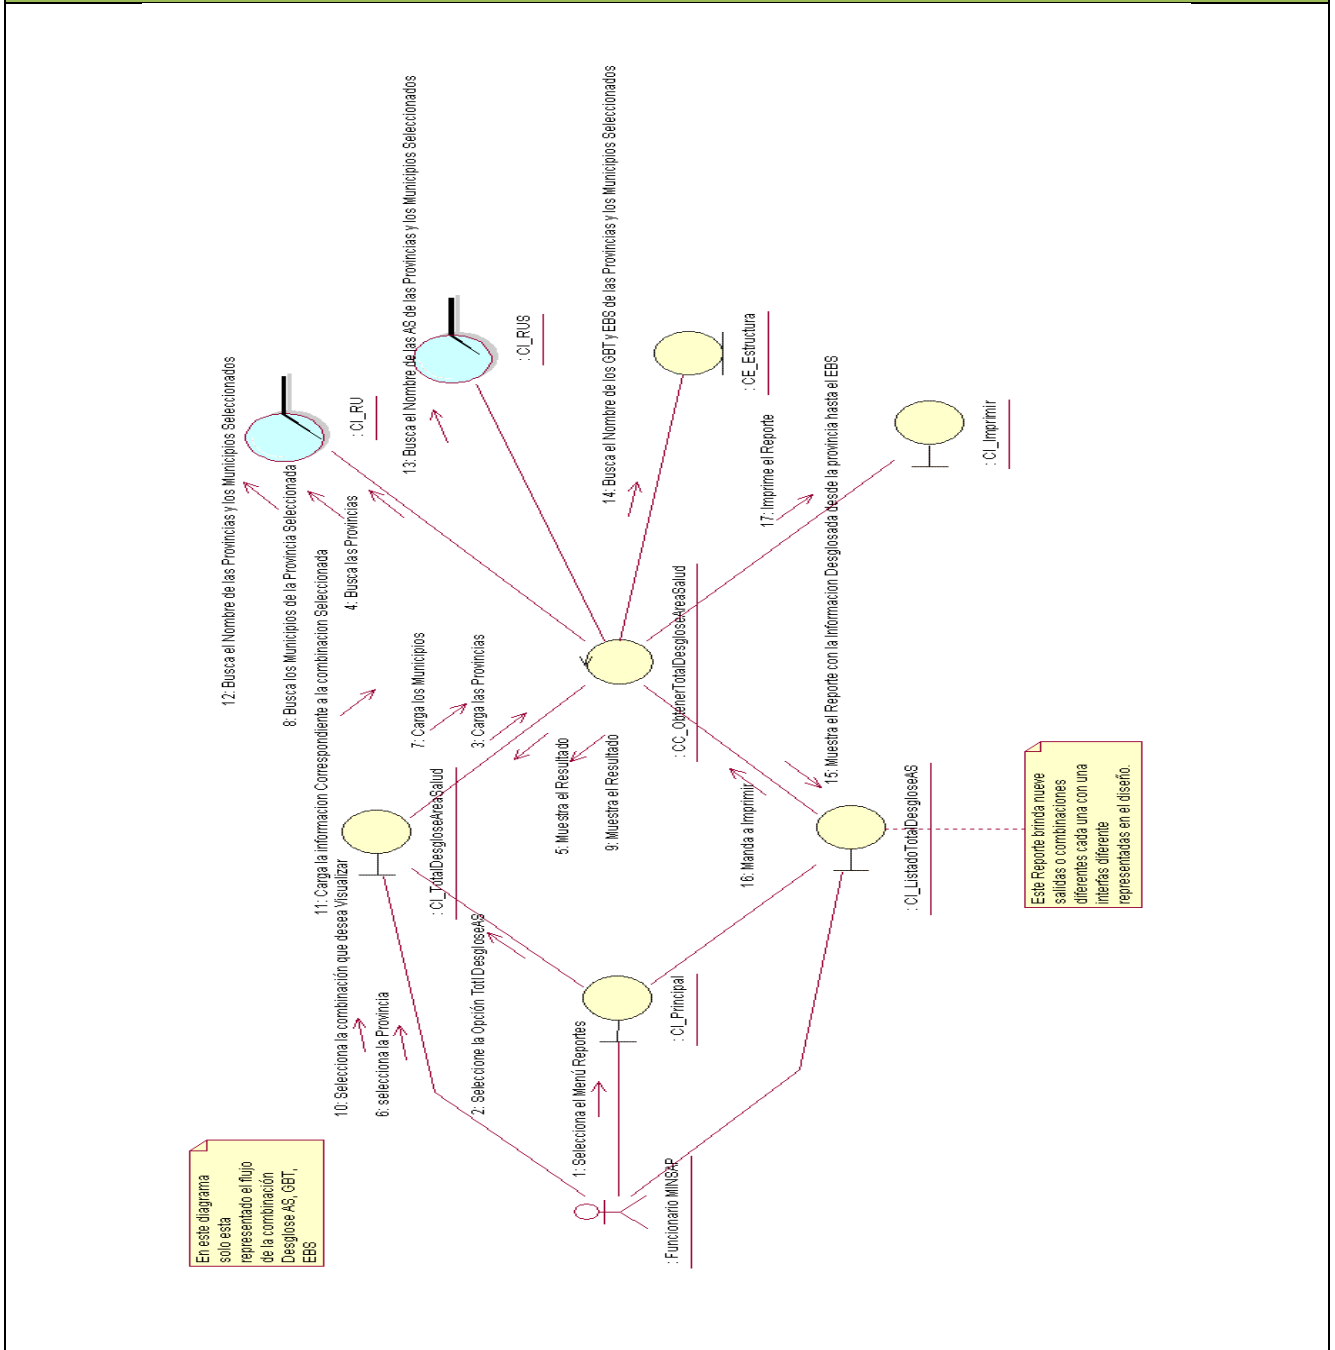 En este diagrama
solo esta
representado el flujo
de la combinación
Desglose AS, GBT,
EBS
12: Busca el Nombre de las Provincias y los Municipios Seleccionados
8: Busca los Municipios de la Provincia Seleccionada
11: Carga la informacion Correspondiente a la combinacion Seleccionada
10: Selecciona la combinación que desea Visualizar
4: Busca las Provincias
: CI_RU
6: selecciona la Provincia
13: Busca el Nombre de las AS de las Provincias y los Municipios Seleccionados
7: Carga los Municipios
: CI_TotalDesgloseAreaSalud
3: Carga las Provincias
2: Seleccione la Opción TotlDesgloseAS
: CI_RUS
5: Muestra el Resultado
1: Selecciona el Menú Reportes
14: Busca el Nombre de los GBT y EBS de las Provincias y los Municipios Seleccionados
9: Muestra el Resultado
: CC_ObtenerTotalDesgloseAreaSalud
: CI_Principal
: Funcionario MINSAP
: CE_Estructura
16: Manda a Imprimir
17: Imprime el Reporte
15: Muestra el Reporte con la Informacion Desglosada desde la provincia hasta el EBS
: CI_ListadoTotalDesgloseAS
: CI_Imprimir
Este Reporte brinda nueve
salidas o combinaciones
diferentes cada una con una
interfas diferente
representadas en el diseño.